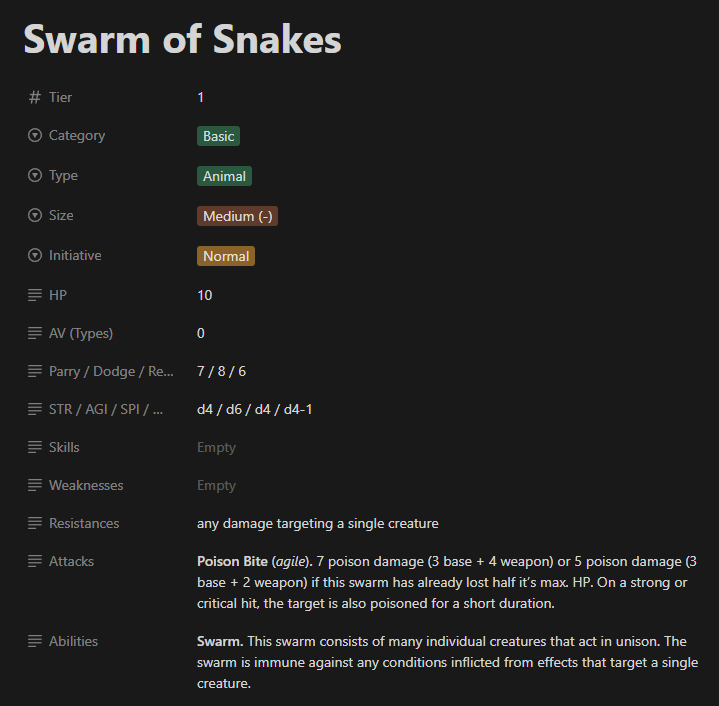 Swarm of Snakes
# Tier 1
Category Basic
Type Animal
Size Medium (-)
Initiative Normal
HP 10
AV (Types) 0
Parry / Dodge / Re... 7 / 8 / 6
STR / AGI / SPI / ... d4 / d6 / d4 / d4-1
Skills Empty
Weaknesses Empty
Resistances any damage targeting a single creature
Attacks Poison Bite (agile). 7 poison damage (3 base + 4 weapon) or 5 poison damage (3
base + 2 weapon) if this swarm has already lost half it’s max. HP. On a strong or
critical hit, the target is also poisoned for a short duration.
Abilities Swarm. This swarm consists of many individual creatures that act in unison. The
swarm is immune against any conditions inflicted from effects that target a single
creature.